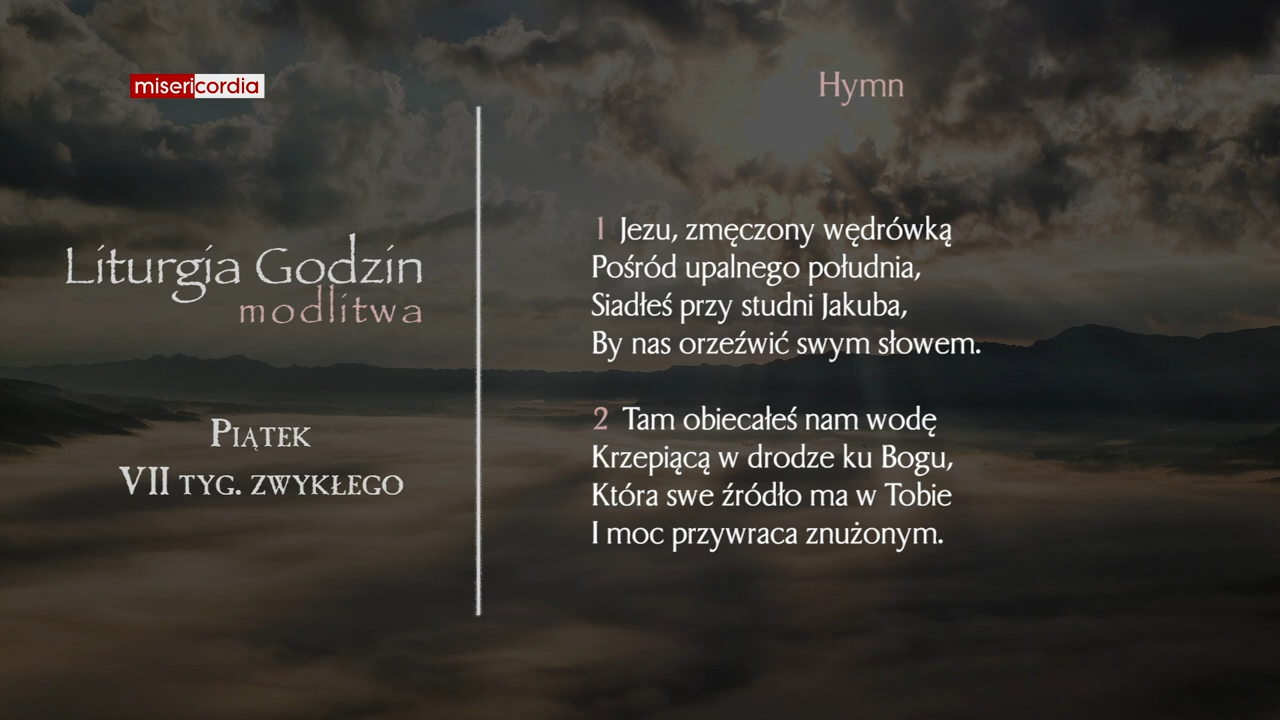 misericordia
Liturgia Godzin
modlitwa
Piątek
VII tyg. zwykłego
Hymn
1 Jezu, zmęczony wędrówką
Pośród upalnego południa,
Siadłeś przy studni Jakuba,
By nas orzeźwić swym słowem.
2 Tam obiecałeś nam wodę
Krzepiącą w drodze ku Bogu,
Która swe źródło ma w Tobie
I moc przywraca znużonym.